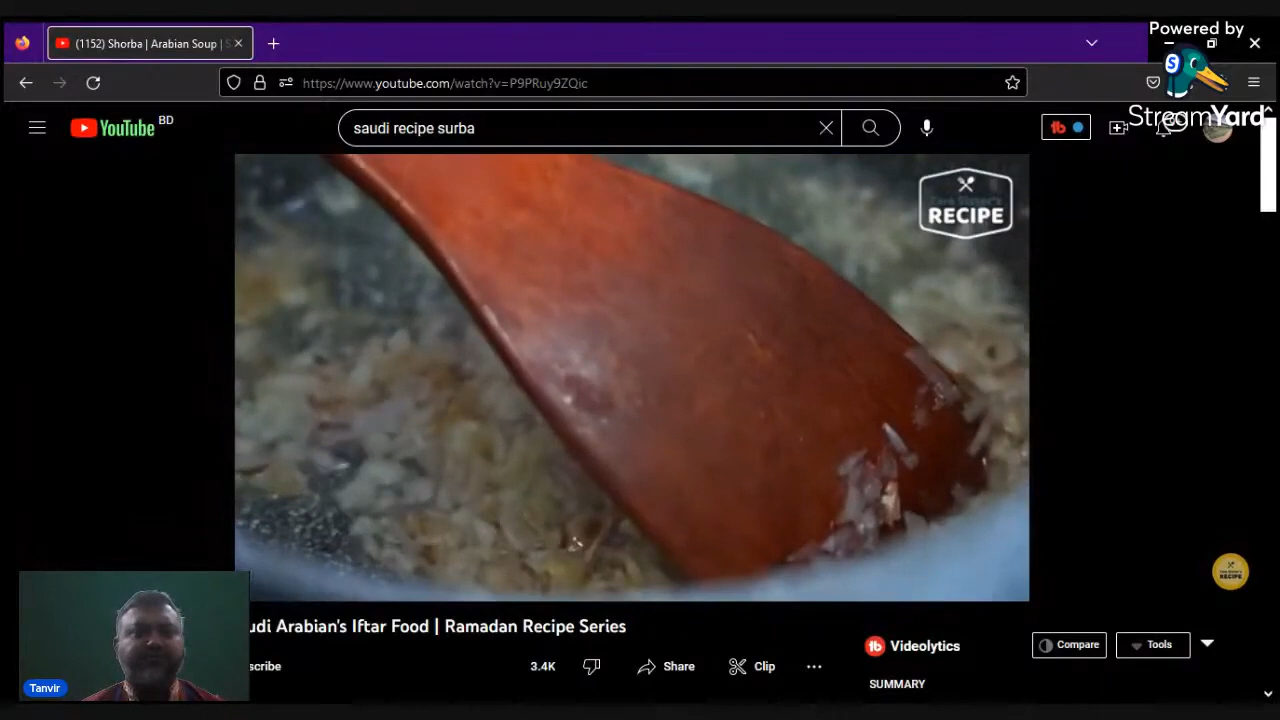 Powered by
(1152) Shorba | Arabian Soup | S
StreamYard
https://www.youtube.com/watch?v=P9PRuy9ZQic
YouTube BD
saudi recipe surba
RECIPE
RECIPE
udi Arabian's Iftar Food | Ramadan Recipe Series
scribe
3.4K
Share
Clip
Videolytics
Compare
Tools
SUMMARY
Tanvir